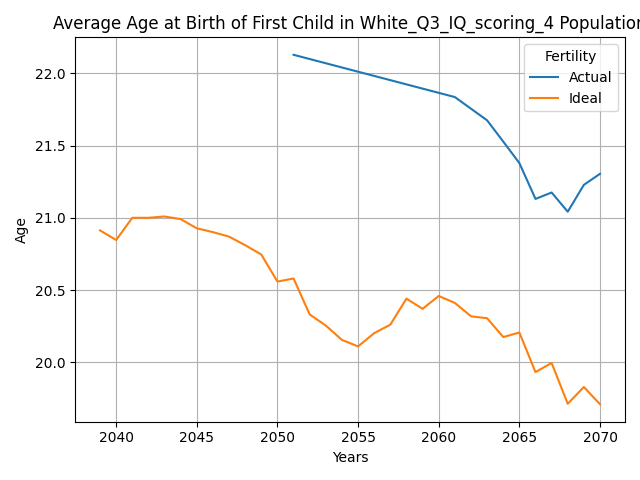 Average Age at Birth of First Child in White_Q3_IQ_scoring_4 Population
Fertility
Actual
Ideal
22.0
21.5
21.0
20.5
20.0
Age
2040 2045 2050 2055 2060 2065 2070
Years